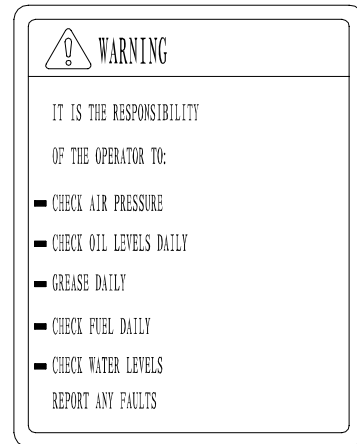 WARNING
IT IS THE RESPONSIBILITY
OF THE OPERATOR TO:
CHECK AIR PRESSURE
CHECK OIL LEVELS DAILY
GREASE DAILY
CHECK FUEL DAILY
CHECK WATER LEVELS
REPORT ANY FAULTS